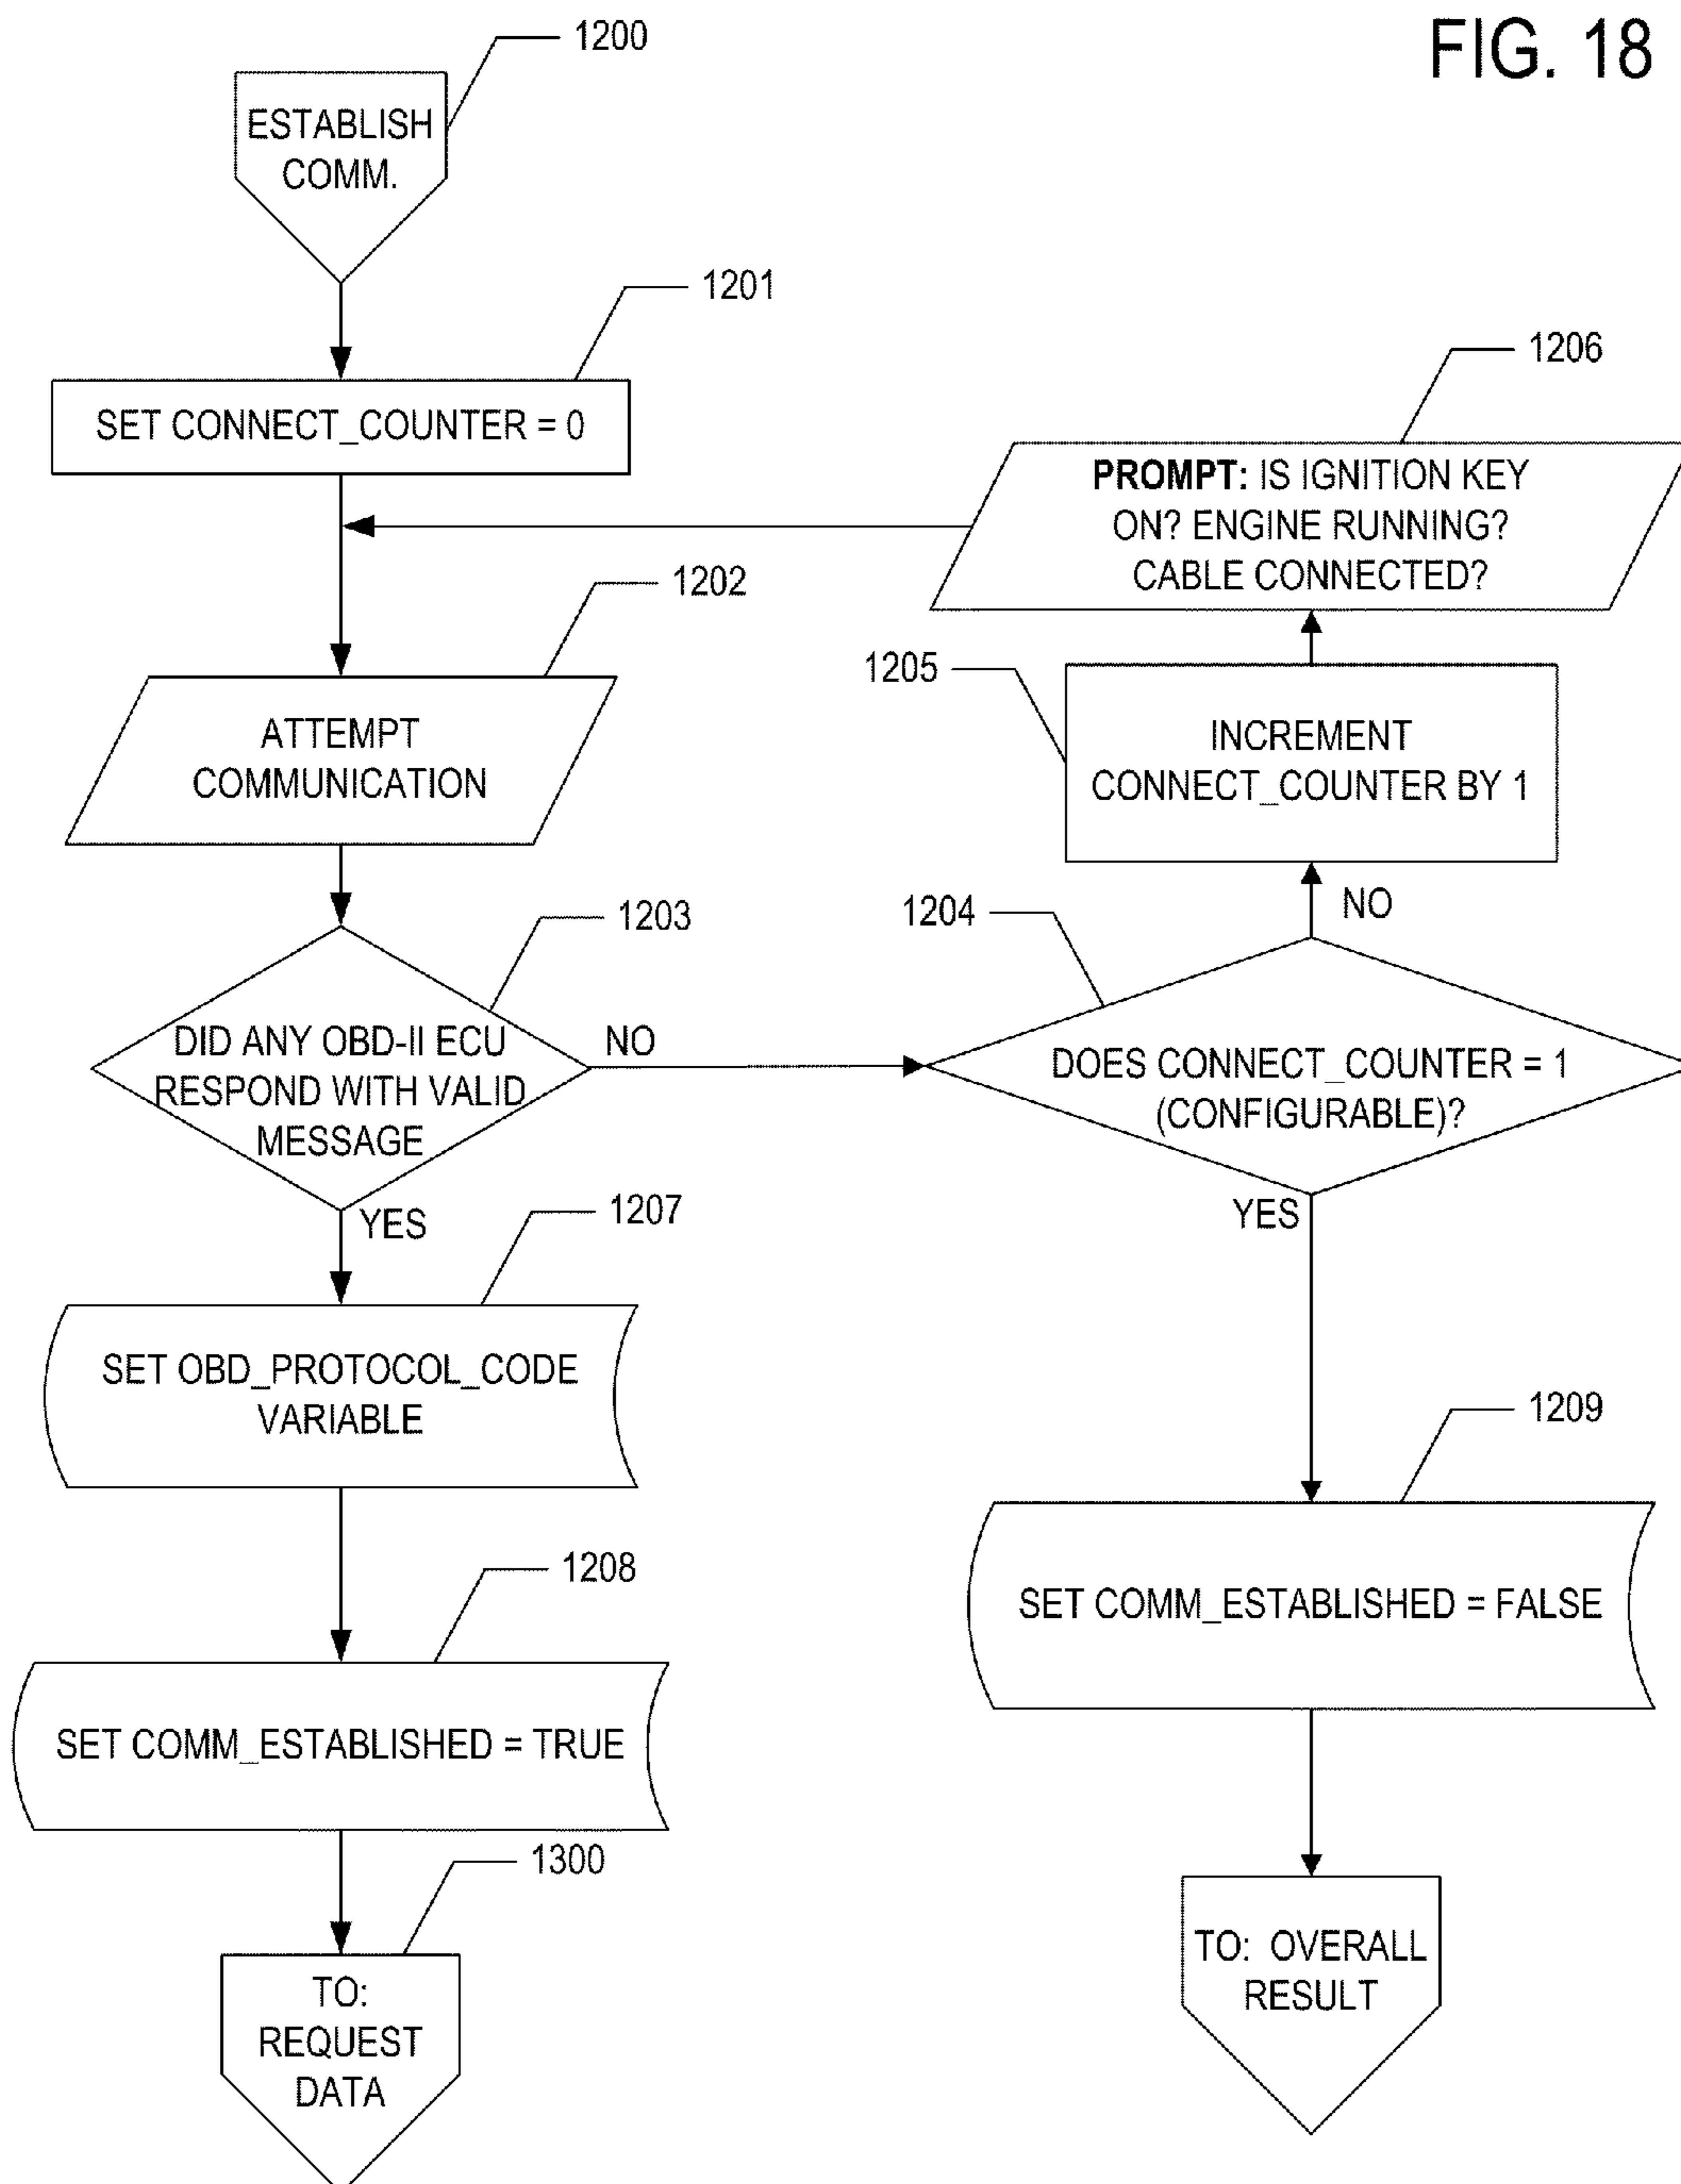 FIG. 18
1200
ESTABLISH
COMM.
1201
SET CONNECT_COUNTER = 0
1206
PROMPT: IS IGNITION KEY
ON? ENGINE RUNNING?
CABLE CONNECTED?
1202
ATTEMPT
COMMUNICATION
1205
INCREMENT
CONNECT_COUNTER BY 1
NO
1203
DID ANY OBD-II ECU
RESPOND WITH VALID
MESSAGE
NO
1204
DOES CONNECT_COUNTER = 1
(CONFIGURABLE)?
YES
YES
1207
SET OBD_PROTOCOL_CODE
VARIABLE
1209
SET COMM_ESTABLISHED = FALSE
1208
SET COMM_ESTABLISHED = TRUE
1300
TO:
REQUEST
DATA
TO: OVERALL
RESULT